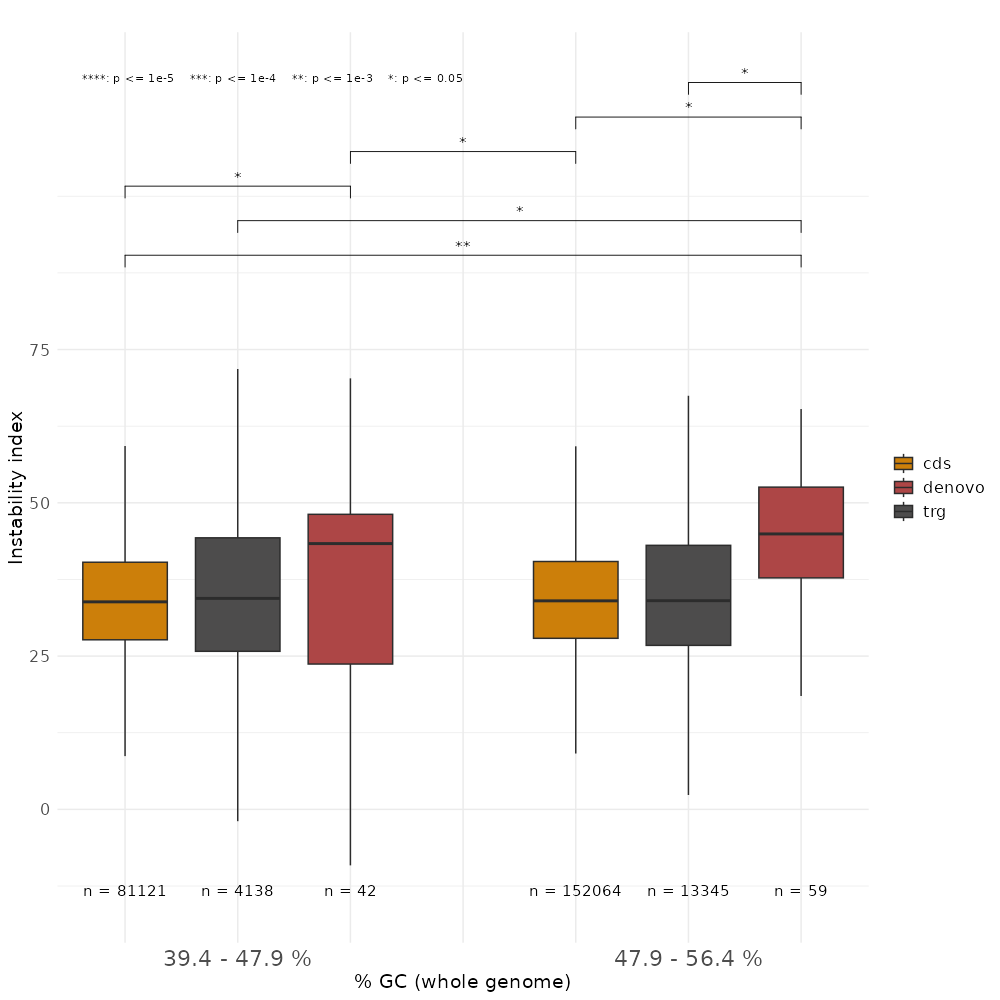 ****: p <= 1e-5 ***: p <= 1e-4 **: p <= 1e-3 *: p <= 0.05
*
*
*
*
*
**
75
50
25
0
Instability index
cds
denovo
trg
n = 81121 n = 4138 n = 42 n = 152064 n = 13345 n = 59
39.4 - 47.9 % 47.9 - 56.4 %
% GC (whole genome)